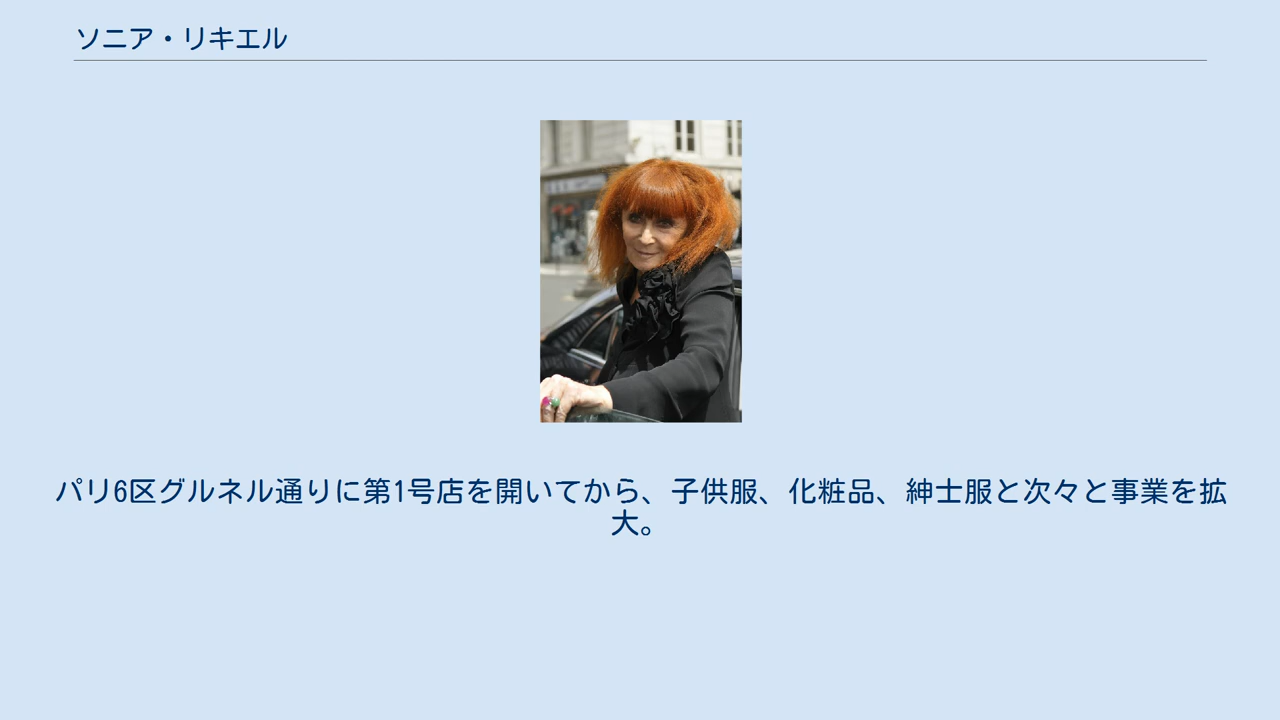 ソニア・リキエル
パリ6区グルネル通りに第1号店を開いてから、子供服、化粧品、紳士服と次々と事業を拡
大。